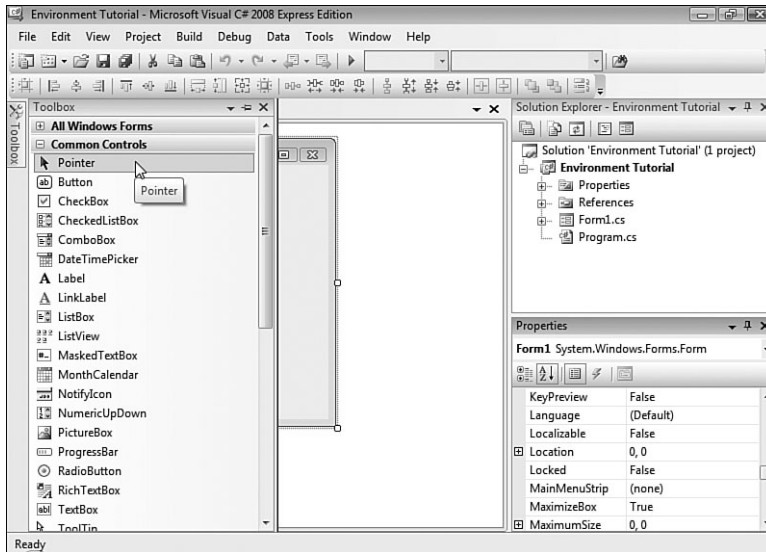 Environment Tutorial - Microsoft Visual C# 2008 Express Edition
File Edit View Project Build Debug Data Tools Window Help
Toolbox
Toolbox
All Windows Forms
Common Controls
Pointer
Pointer
Button
CheckBox
CheckedListBox
ComboBox
DateTimePicker
Label
LinkLabel
ListBox
ListView
MaskedTextBox
MonthCalendar
NotifyIcon
NumericUpDown
PictureBox
ProgressBar
RadioButton
RichTextBox
TextBox
ToolTip
Solution Explorer - Environment Tutorial
Solution 'Environment Tutorial' (1 project)
Environment Tutorial
Properties
References
Form1.cs
Program.cs
Properties
Form1 System.Windows.Forms.Form
KeyPreview False
Language (Default)
Localizable False
Location 0, 0
Locked False
MainMenuStrip (none)
MaximizeBox True
MaximumSize 0, 0
Ready